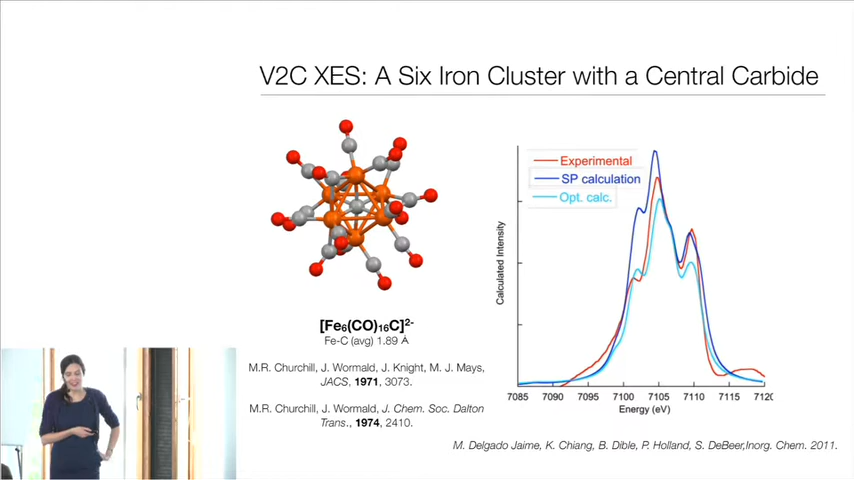 V2C XES: A Six Iron Cluster with a Central Carbide
[Fe6(CO)16C]2-
Fe-C (avg) 1.89 Å
M.R. Churchill, J. Wormald, J. Knight, M. J. Mays,
JACS, 1971, 3073.
M.R. Churchill, J. Wormald, J. Chem. Soc. Dalton
Trans., 1974, 2410.
Experimental
SP calculation
Opt. calc.
Calculated Intensity
7085 7090 7095 7100 7105 7110 7115 712
Energy (eV)
M. Delgado Jaime, K. Chiang, B. Dible, P. Holland, S. DeBeer,Inorg. Chem. 2011.